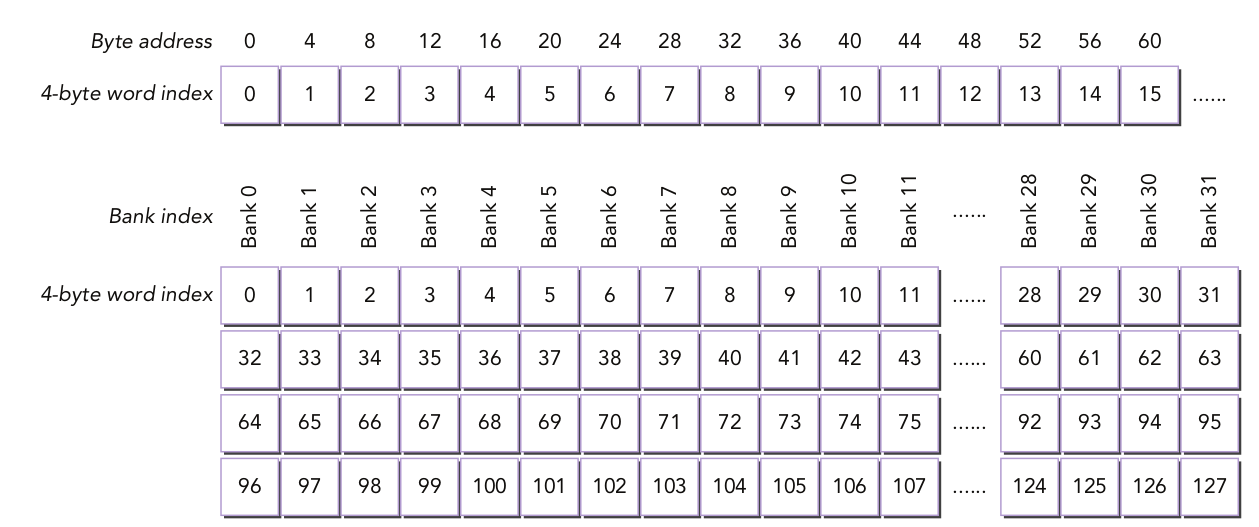 Byte address 0 4 8 12 16 20 24 28 32 36 40 44 48 52 56 60
4-byte word index 0 1 2 3 4 5 6 7 8 9 10 11 12 13 14 15 ......
Bank index Bank 0 Bank 1 Bank 2 Bank 3 Bank 4 Bank 5 Bank 6 Bank 7 Bank 8 Bank 9 Bank 10 Bank 11 ...... Bank 28 Bank 29 Bank 30 Bank 31
4-byte word index 0 1 2 3 4 5 6 7 8 9 10 11 ...... 28 29 30 31
32 33 34 35 36 37 38 39 40 41 42 43 ...... 60 61 62 63
64 65 66 67 68 69 70 71 72 73 74 75 ...... 92 93 94 95
96 97 98 99 100 101 102 103 104 105 106 107 ...... 124 125 126 127